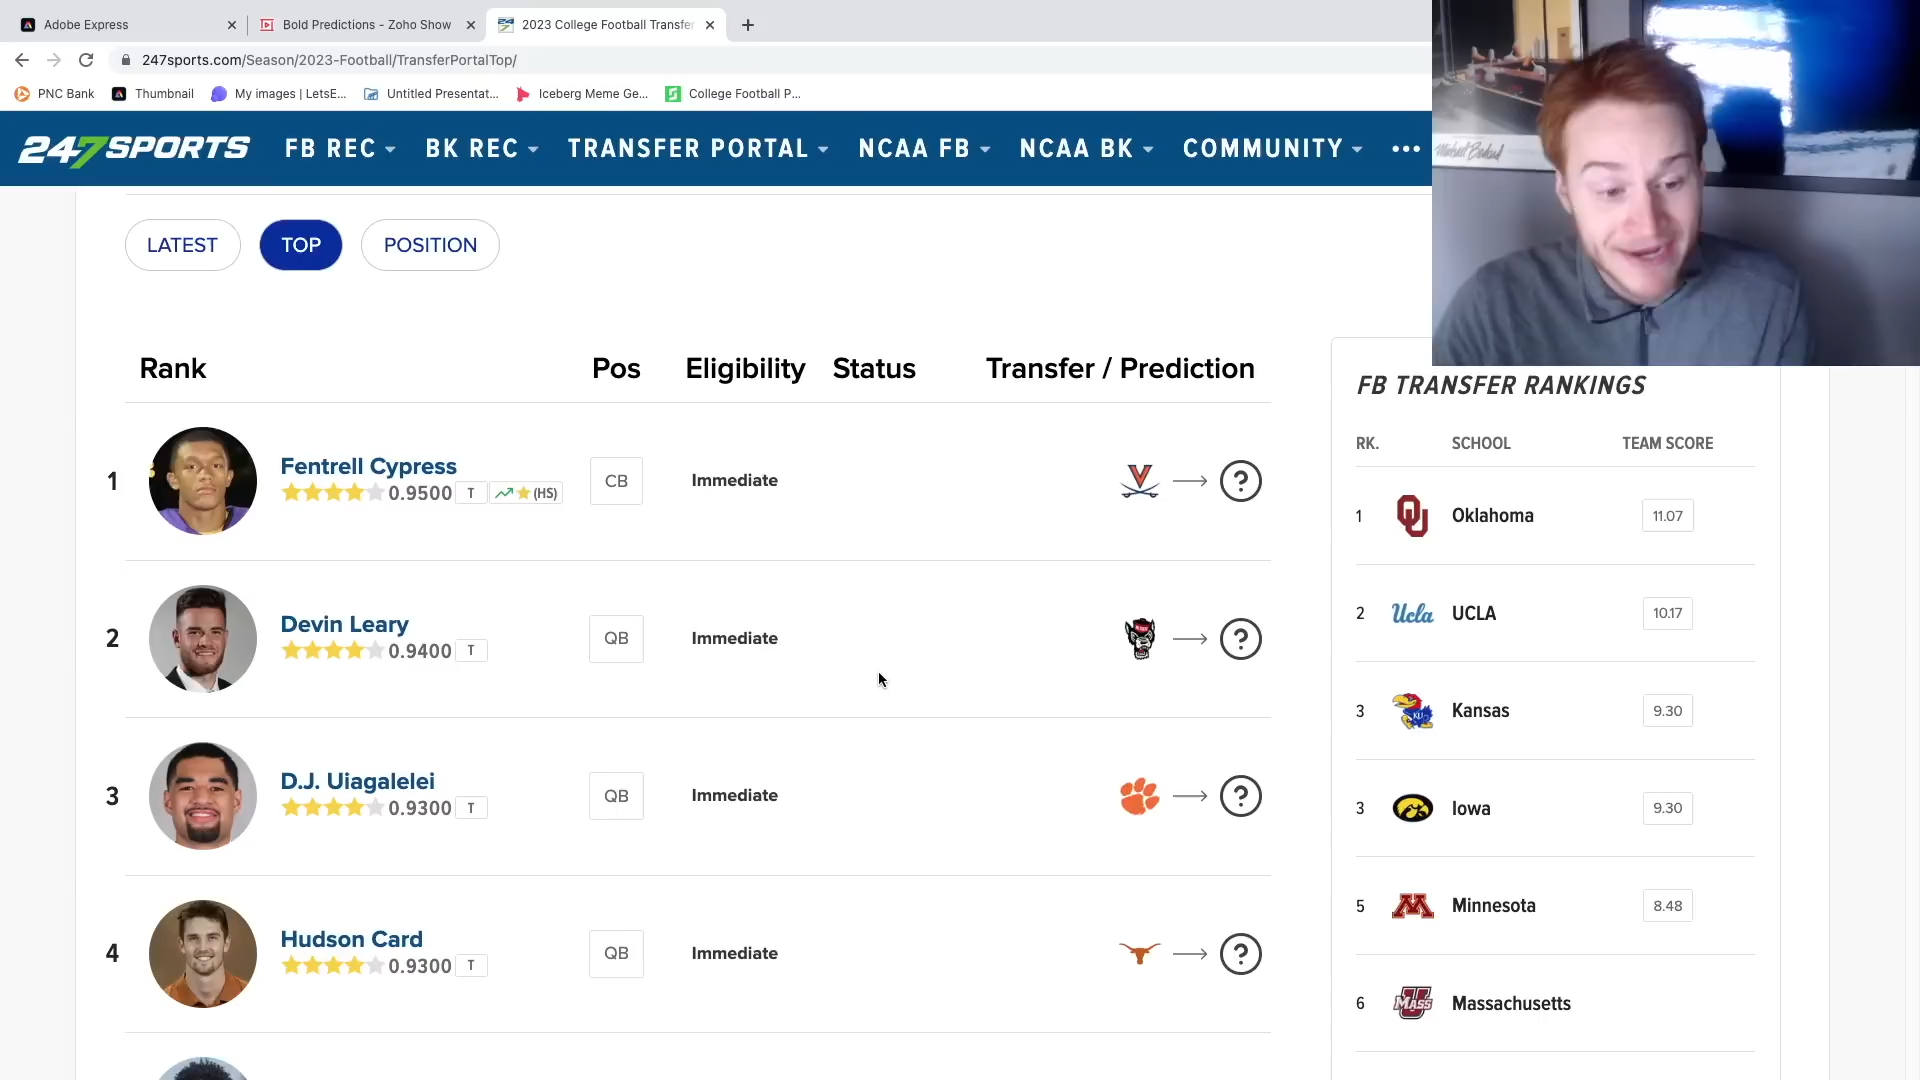 Adobe Express
Bold Predictions - Zoho Show
2023 College Football Transfer
247sports.com/Season/2023-Football/TransferPortalTop/
PNC Bank
Thumbnail
My images | LetsE...
Untitled Presentat...
Iceberg Meme Ge...
College Football P...
247SPORTS
FB REC
BK REC
TRANSFER PORTAL
NCAA FB
NCAA BK
COMMUNITY
LATEST
TOP
POSITION
Rank
Pos
Eligibility
Status
Transfer / Prediction
1
Fentrell Cypress
0.9500 T (HS)
CB
Immediate
?
2
Devin Leary
0.9400 T
QB
Immediate
?
3
D.J. Uiagalelei
0.9300 T
QB
Immediate
?
4
Hudson Card
0.9300 T
QB
Immediate
?
FB TRANSFER RANKINGS
RK. SCHOOL TEAM SCORE
1 OU Oklahoma 11.07
2 Ucla UCLA 10.17
3 KU Kansas 9.30
3 Iowa 9.30
5 M Minnesota 8.48
6 MASS Massachusetts